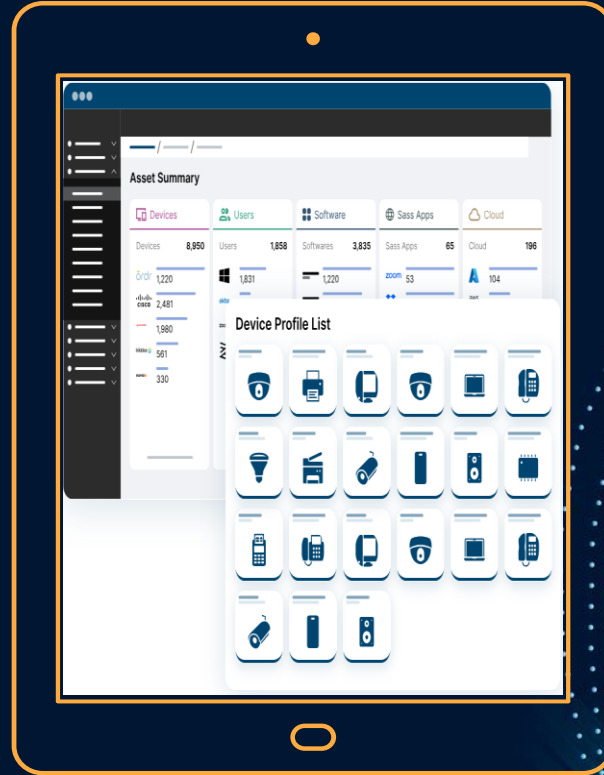 Asset Summary
Devices Users Software Sass Apps Cloud
Devices 8,950 Users 1,858 Softwares 3,835 Sass Apps 65 Cloud 196
ordr 1,220 1,831 1,220 zoom 53 104
CISCO 2,481
1,980
561
330
Device Profile List